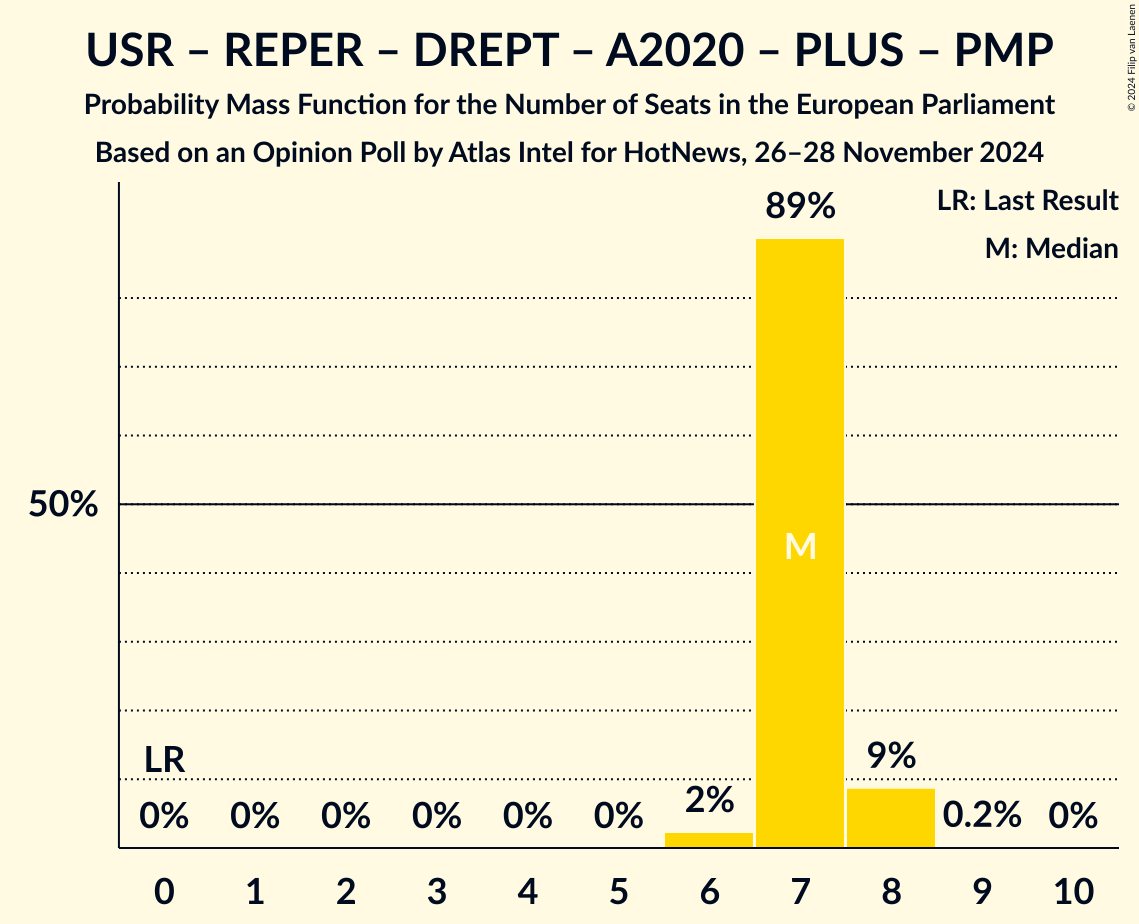 USR – REPER – DREPT – A2020 – PLUS – PMP
Probability Mass Function for the Number of Seats in the European Parliament
Based on an Opinion Poll by Atlas Intel for HotNews, 26–28 November 2024
© 2024 Filip van Laenen
LR: Last Result
M: Median
89%
50%
M
LR
9%
2%
0% 0% 0% 0% 0% 0% 0.2% 0%
0 1 2 3 4 5 6 7 8 9 10